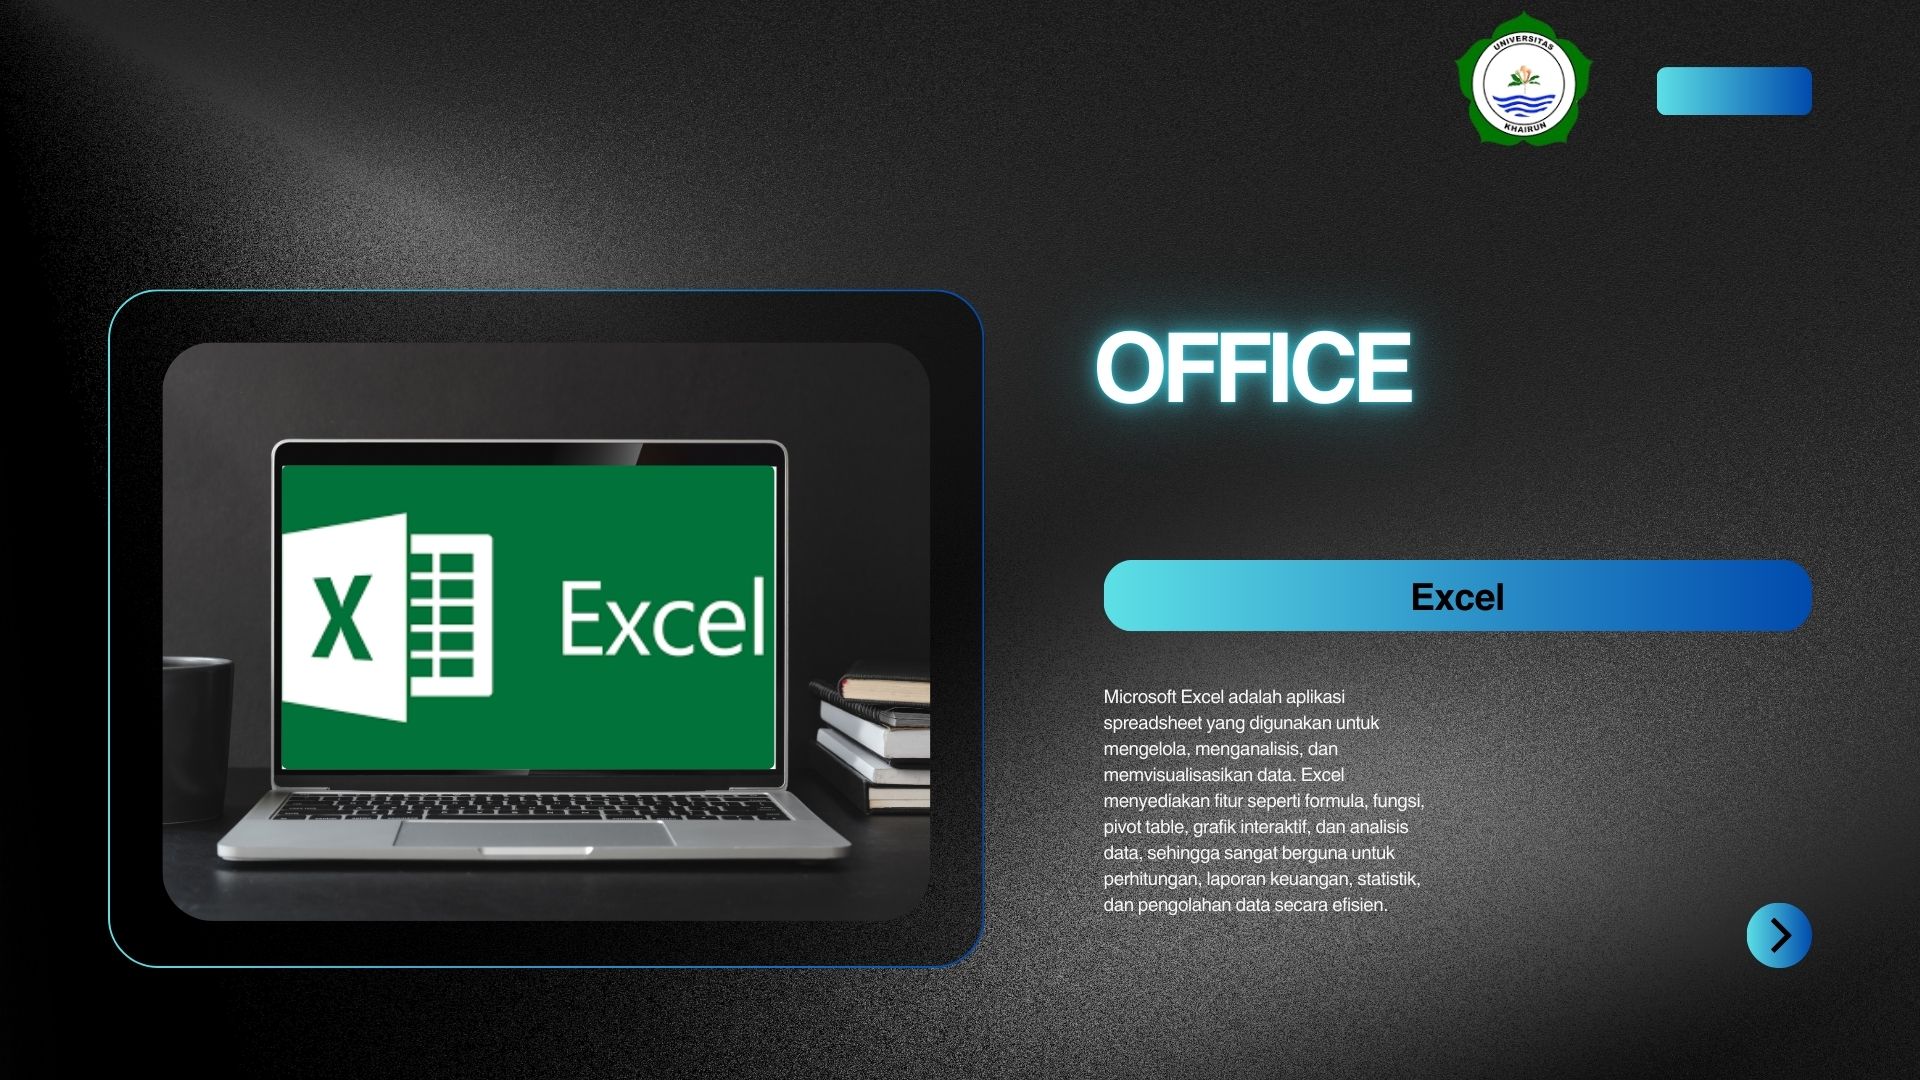 UNIVERSITAS
KHAIRUN
OFFICE
X
Excel
Excel
Microsoft Excel adalah aplikasi
spreadsheet yang digunakan untuk
mengelola, menganalisis, dan
memvisualisasikan data. Excel
menyediakan fitur seperti formula, fungsi,
pivot table, grafik interaktif, dan analisis
data, sehingga sangat berguna untuk
perhitungan, laporan keuangan, statistik,
dan pengolahan data secara efisien.